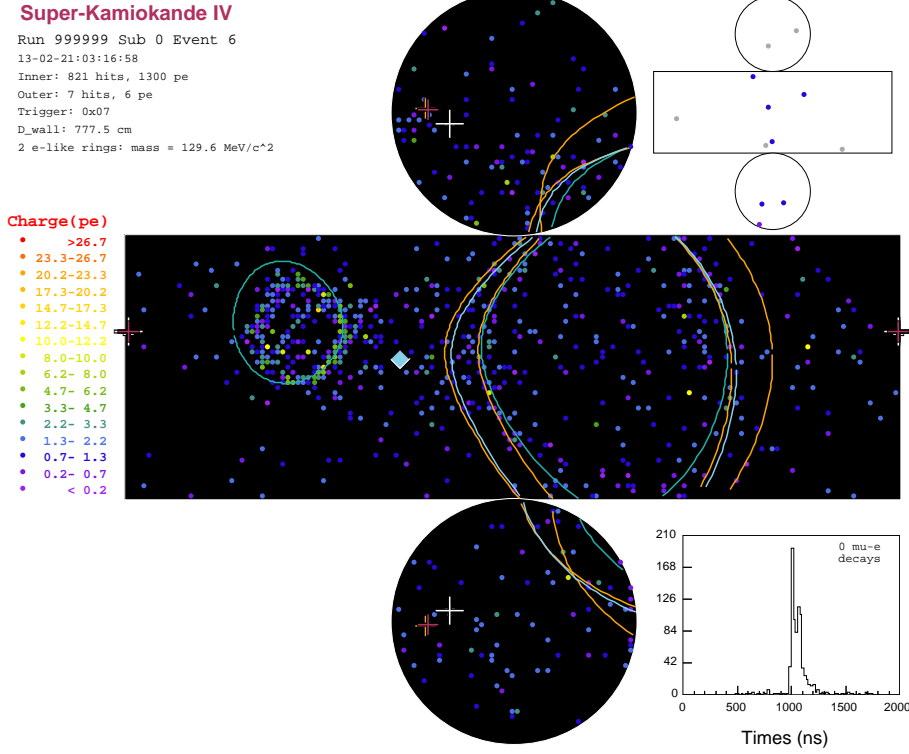 Super-Kamiokande IV
Run 999999 Sub 0 Event 6
13-02-21:03:16:58
Inner: 821 hits, 1300 pe
Outer: 7 hits, 6 pe
Trigger: 0x07
D_wall: 777.5 cm
2 e-like rings: mass = 129.6 MeV/c^2
Charge(pe)
>26.7
23.3-26.7
20.2-23.3
17.3-20.2
14.7-17.3
12.2-14.7
10.0-12.2
8.0-10.0
6.2- 8.0
4.7- 6.2
3.3- 4.7
2.2- 3.3
1.3- 2.2
0.7- 1.3
0.2- 0.7
< 0.2
0 mu-e
decays
210
168
126
84
42
0
0 500 1000 1500 2000
Times (ns)